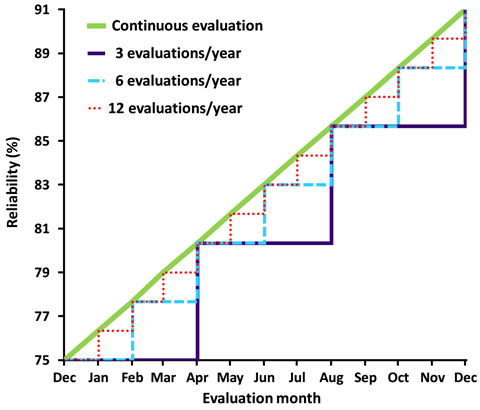 91
89
87
85
83
81
79
77
75
Reliability (%)
Continuous evaluation
3 evaluations/year
6 evaluations/year
12 evaluations/year
Dec Jan Feb Mar Apr May Jun Jul Aug Sep Oct Nov Dec
Evaluation month